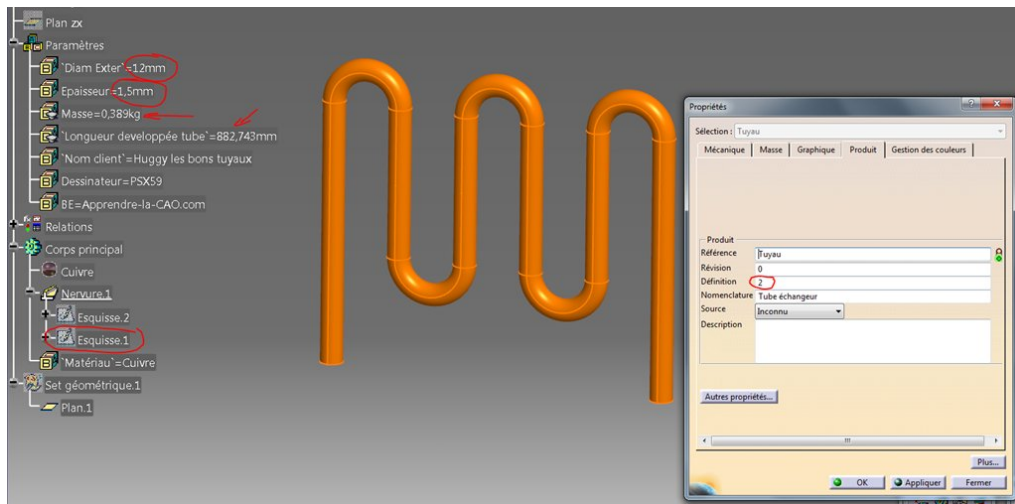 Plan zx
Paramètres
`Diam Exter`=12mm
Epaisseur=1,5mm
Masse=0,389kg
`Longueur developpée tube`=882,743mm
`Nom client`=Huggy les bons tuyaux
Dessinateur=PSX59
BE=Apprendre-la-CAO.com
Relations
Corps principal
Cuivre
Nervure.1
Esquisse.2
Esquisse.1
`Matériau`=Cuivre
Set géométrique.1
Plan.1
Propriétés
Sélection : Tuyau
Mécanique Masse Graphique Produit Gestion des couleurs
Produit
Référence Tuyau
Révision 0
Définition 2
Nomenclature Tube échangeur
Source Inconnu
Description
Autres propriétés...
Plus...
OK Appliquer Fermer